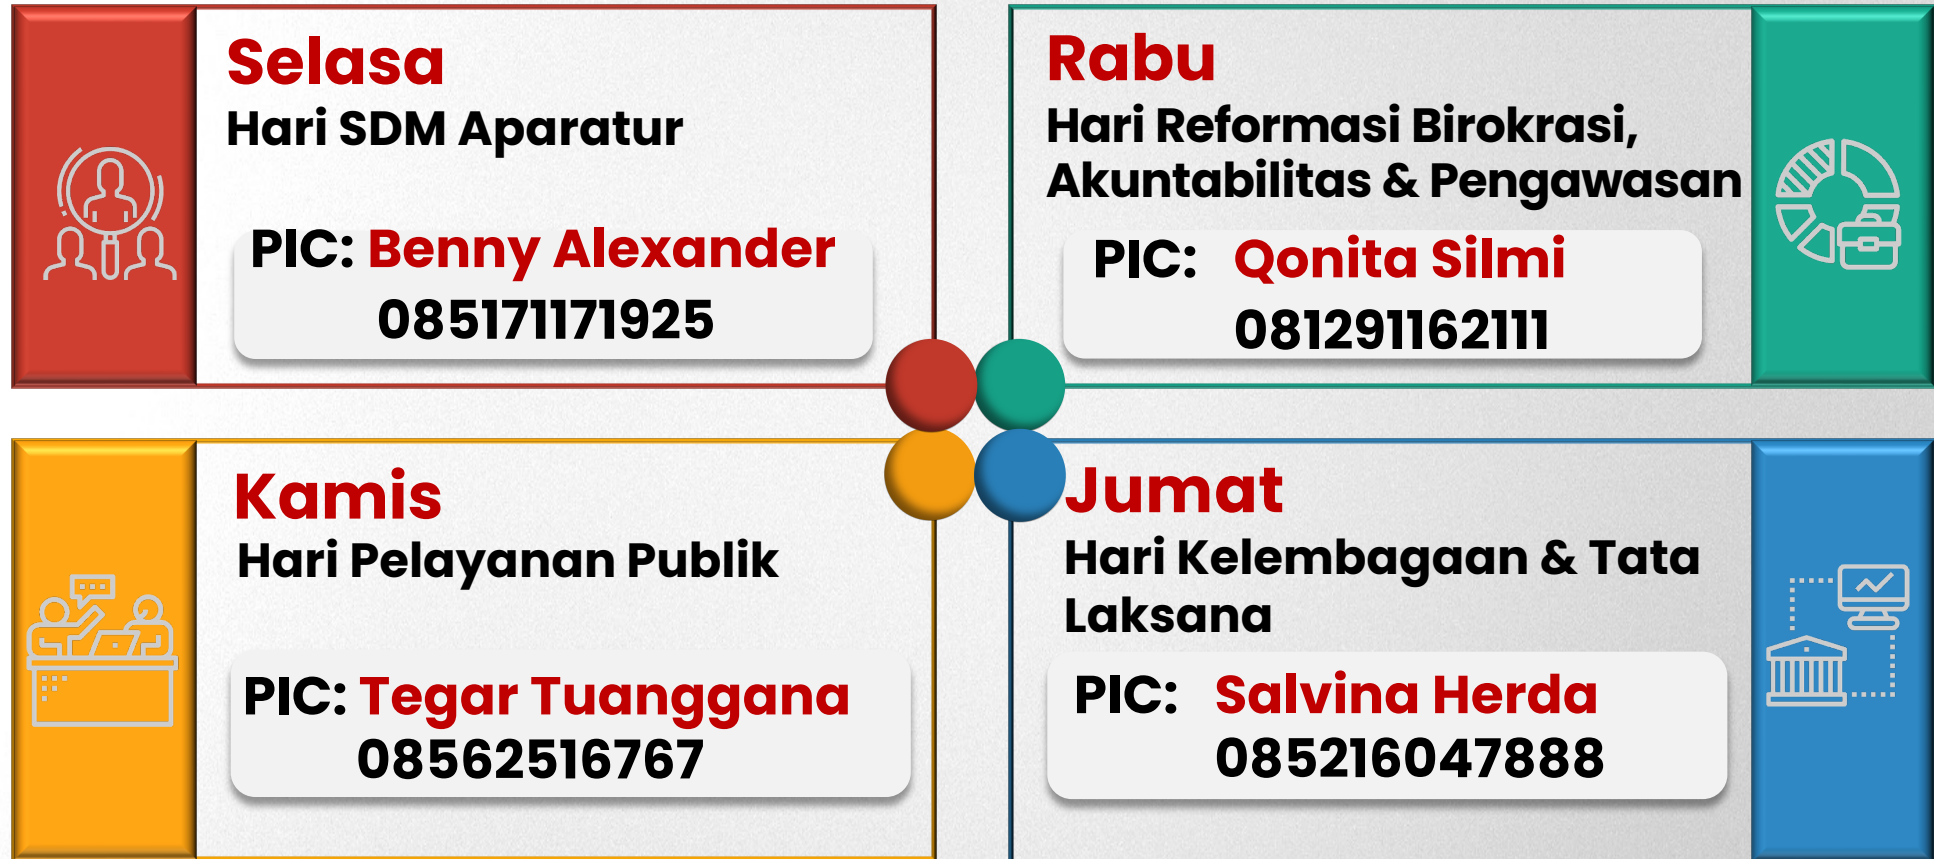 Selasa
Hari SDM Aparatur
PIC: Benny Alexander
085171171925
Rabu
Hari Reformasi Birokrasi,
Akuntabilitas & Pengawasan
PIC: Qonita Silmi
081291162111
Kamis
Hari Pelayanan Publik
PIC: Tegar Tuanggana
08562516767
Jumat
Hari Kelembagaan & Tata
Laksana
PIC: Salvina Herda
085216047888